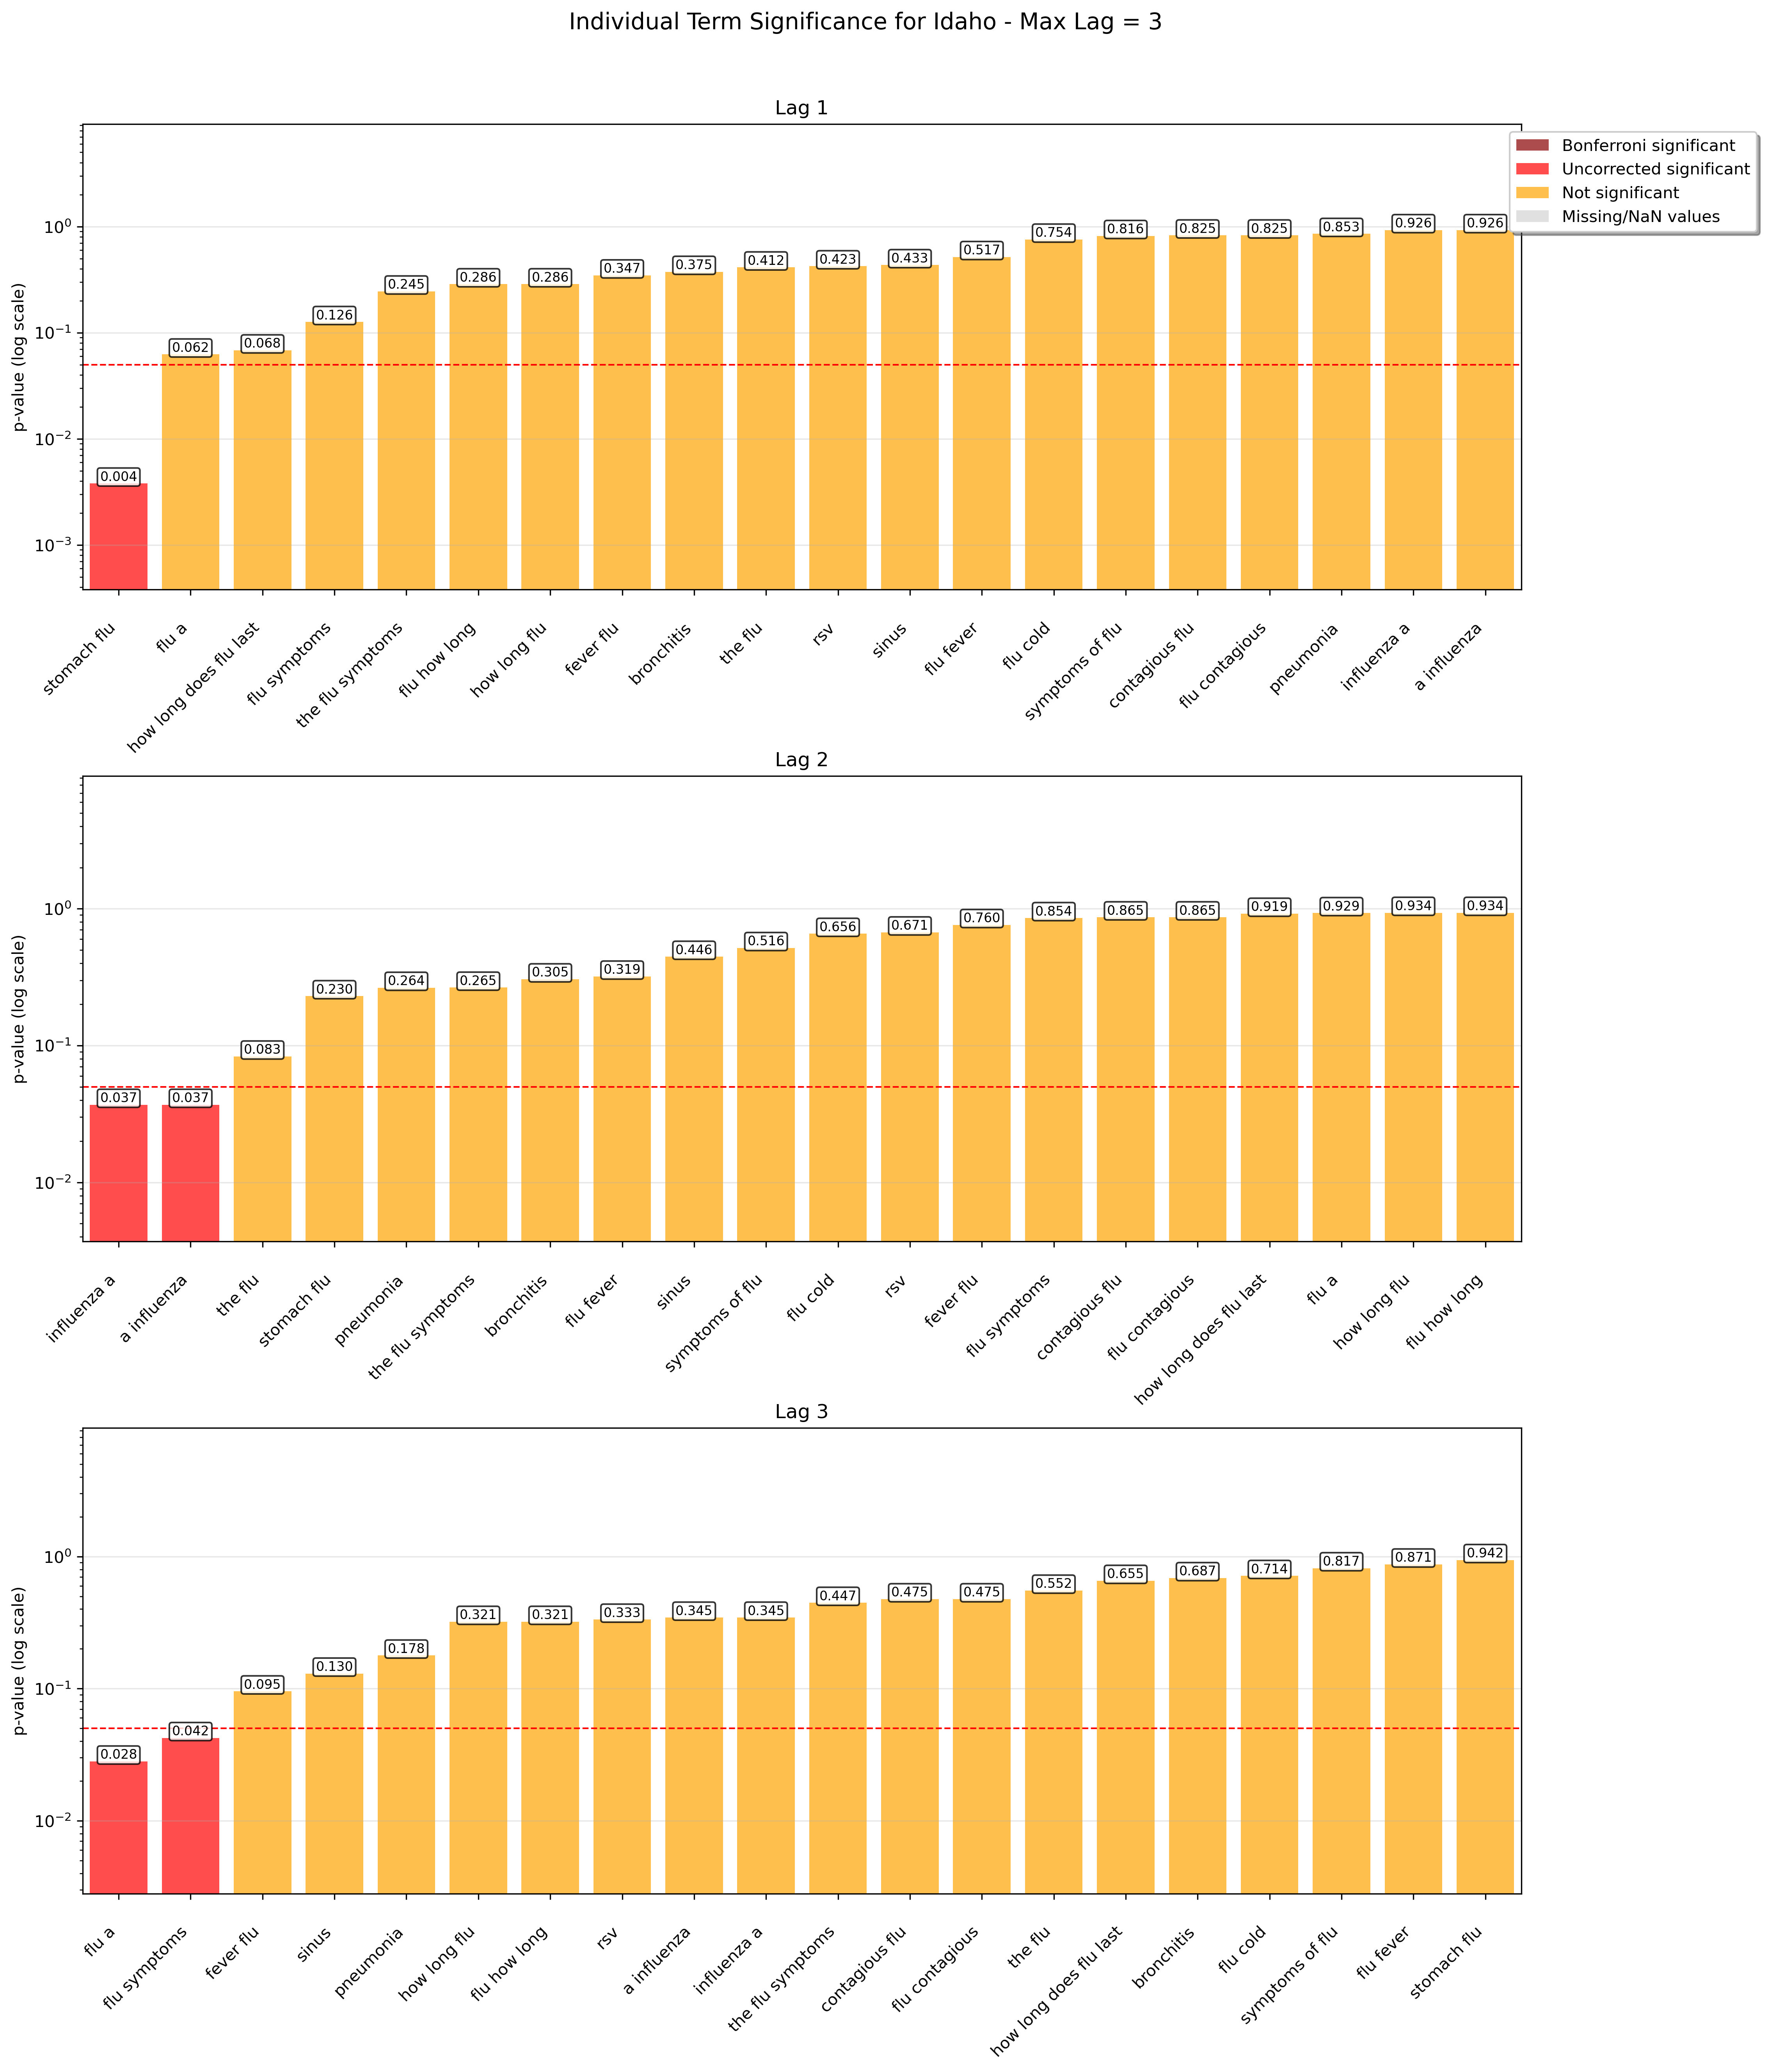 Individual Term Significance for Idaho - Max Lag = 3
Lag 1
Bonferroni significant
Uncorrected significant
Not significant
Missing/NaN values
p-value (log scale)
10⁰
10⁻¹
10⁻²
10⁻³
0.004
0.062
0.068
0.126
0.245
0.286
0.286
0.347
0.375
0.412
0.423
0.433
0.517
0.754
0.816
0.825
0.825
0.853
0.926
0.926
stomach flu
flu a
how long does flu last
flu symptoms
the flu symptoms
flu how long
how long flu
fever flu
bronchitis
the flu
rsv
sinus
flu fever
flu cold
symptoms of flu
contagious flu
flu contagious
pneumonia
influenza a
a influenza
Lag 2
p-value (log scale)
10⁰
10⁻¹
10⁻²
0.037
0.037
0.083
0.230
0.264
0.265
0.305
0.319
0.446
0.516
0.656
0.671
0.760
0.854
0.865
0.865
0.919
0.929
0.934
0.934
influenza a
a influenza
the flu
stomach flu
pneumonia
the flu symptoms
bronchitis
flu fever
sinus
symptoms of flu
flu cold
rsv
fever flu
flu symptoms
contagious flu
flu contagious
how long does flu last
flu a
how long flu
flu how long
Lag 3
p-value (log scale)
10⁰
10⁻¹
10⁻²
0.028
0.042
0.095
0.130
0.178
0.321
0.321
0.333
0.345
0.345
0.447
0.475
0.475
0.552
0.655
0.687
0.714
0.817
0.871
0.942
flu a
flu symptoms
fever flu
sinus
pneumonia
how long flu
flu how long
rsv
a influenza
influenza a
the flu symptoms
contagious flu
flu contagious
the flu
how long does flu last
bronchitis
flu cold
symptoms of flu
flu fever
stomach flu